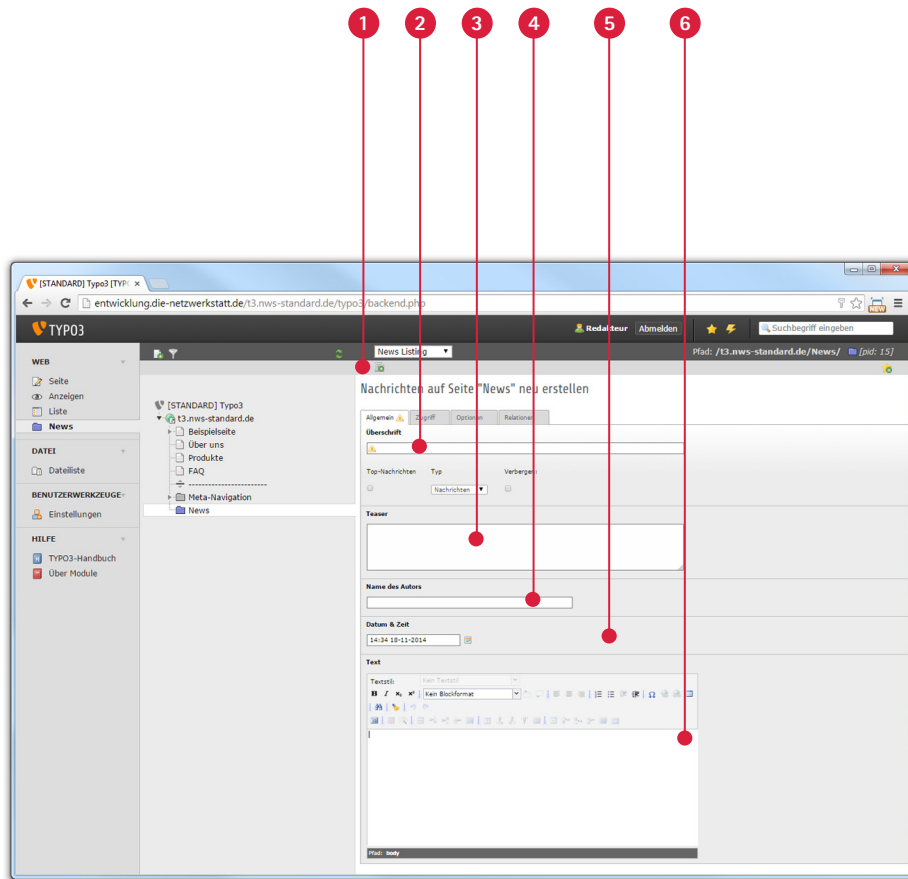 1 2 3 4 5 6
[STANDARD] Typo3 [TYP
entwicklung.die-netzwerkstatt.de/t3.nws-standard.de/typo3/backend.php
NEW
TYPO3
Redakteur Abmelden Suchbegriff eingeben
News Listing Pfad: /t3.nws-standard.de/News/ [pid: 15]
WEB
Seite
Anzeigen
Liste
News
DATEI
Dateiliste
BENUTZERWERKZEUGE
Einstellungen
HILFE
TYPO3-Handbuch
Über Module
[STANDARD] Typo3
t3.nws-standard.de
Beispielseite
Über uns
Produkte
FAQ
------------------------
Meta-Navigation
News
Nachrichten auf Seite "News" neu erstellen
Allgemein Zugriff Optionen Relationen
Überschrift
Top-Nachrichten Typ Verbergen:
Nachrichten
Teaser
Name des Autors
Datum & Zeit
14:34 18-11-2014
Text
Textstil: Kein Textstil
B I x₂ x² Kein Blockformat Ω
Pfad: body